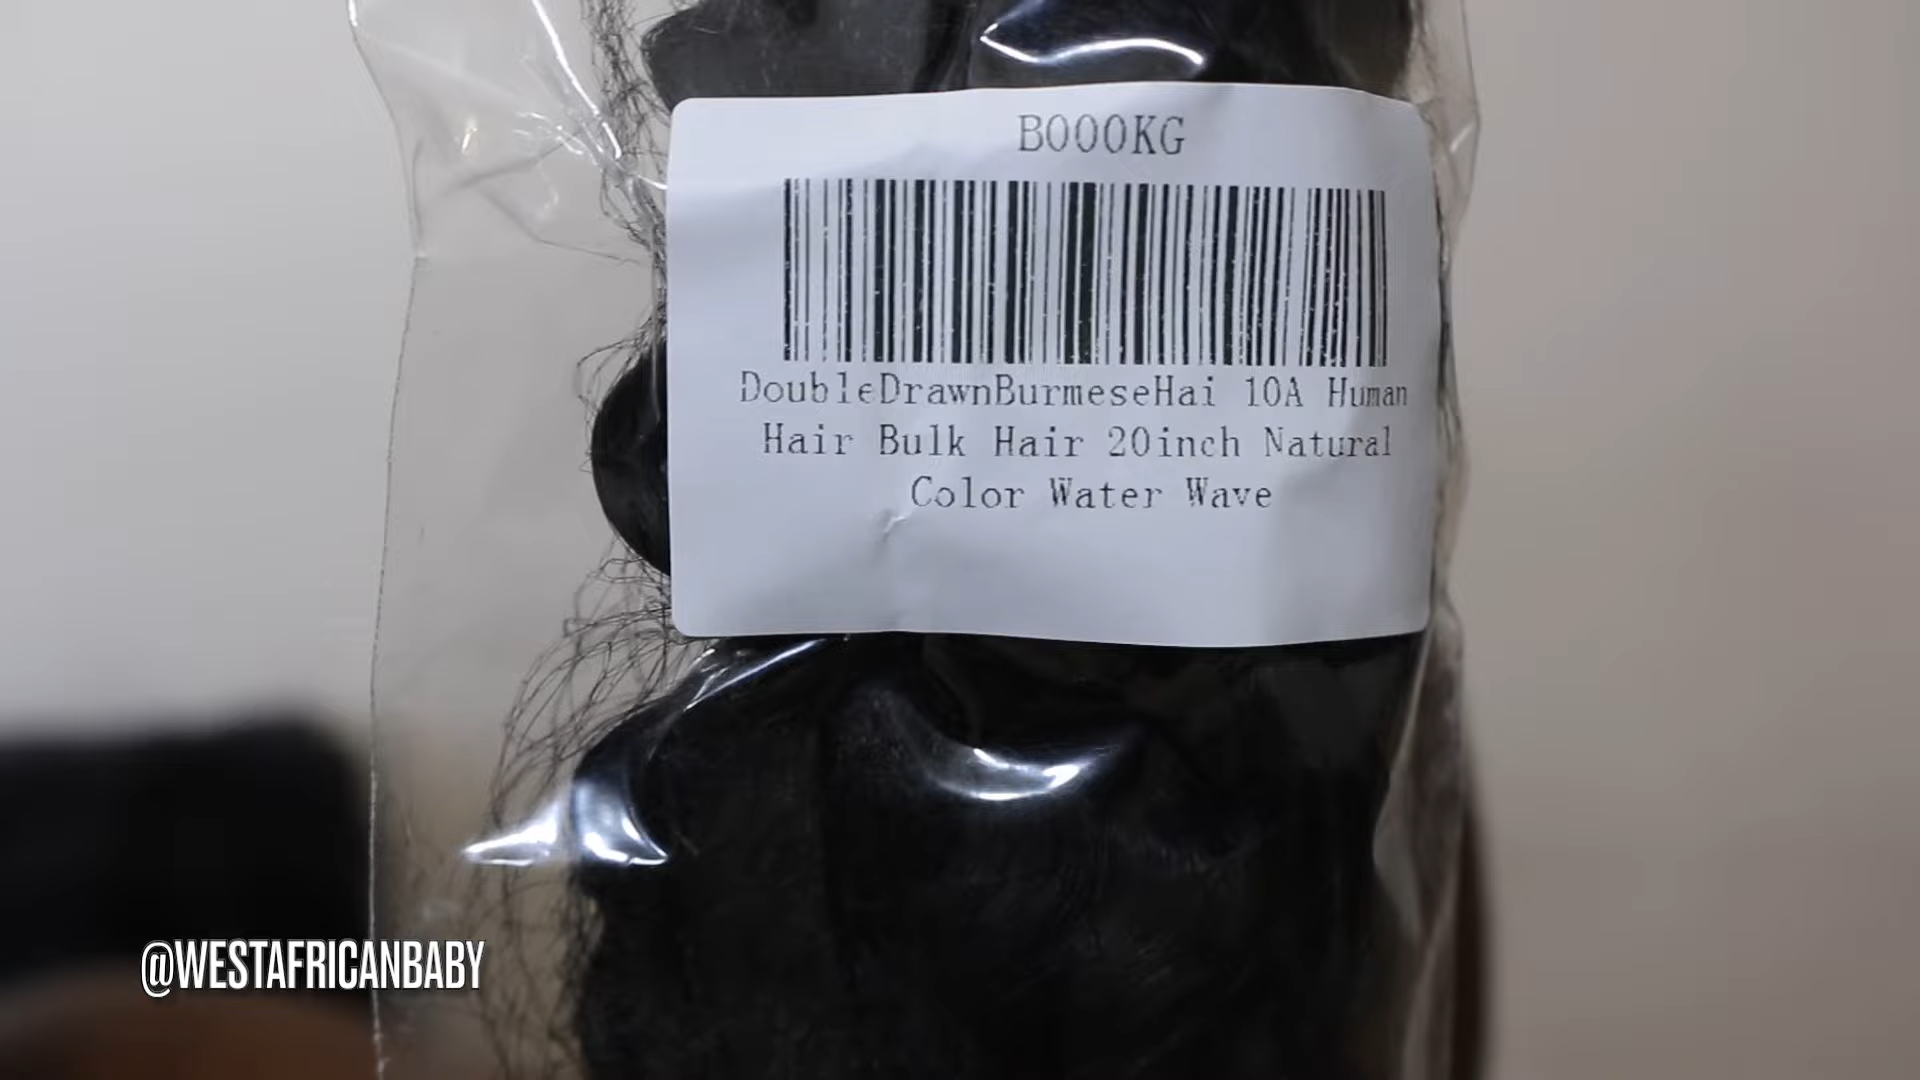 B000KG
DoubleDrawnBurmeseHai 10A Human
Hair Bulk Hair 20inch Natural
Color Water Wave
@WESTAFRICANBABY